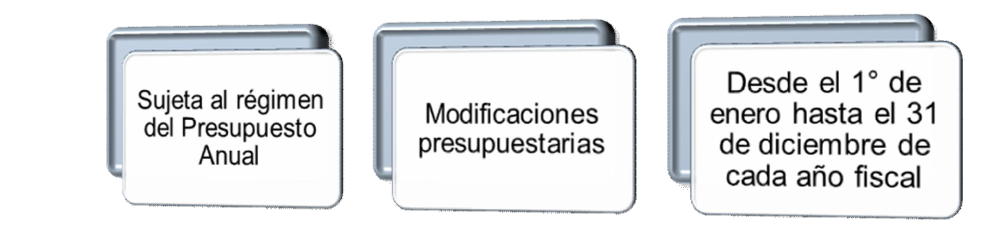 Sujeta al régimen
del Presupuesto
Anual
Modificaciones
presupuestarias
Desde el 1° de
enero hasta el 31
de diciembre de
cada año fiscal